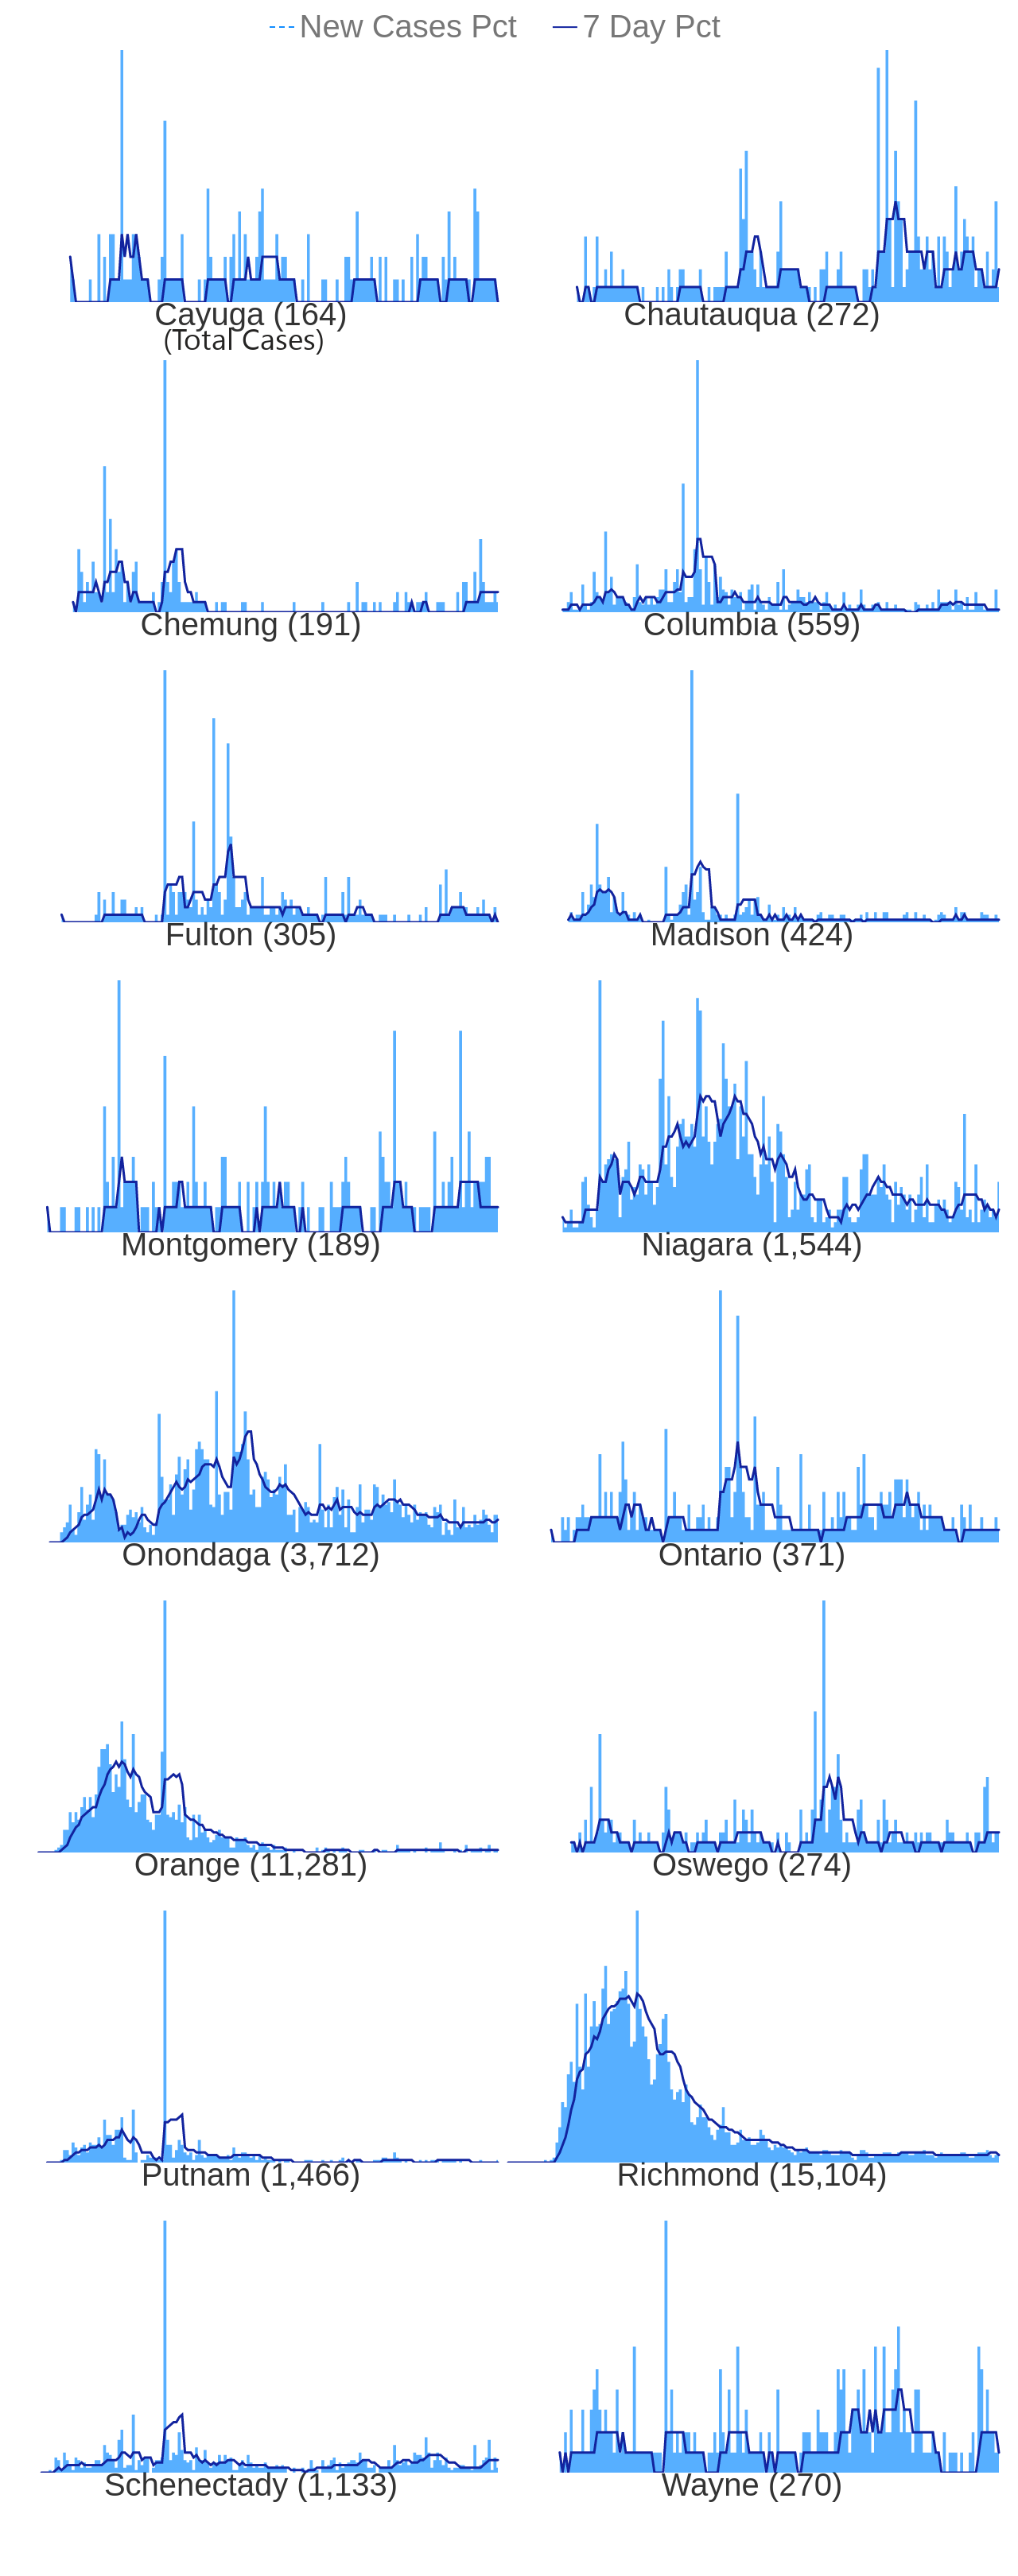 New Cases Pct 7 Day Pct
Cayuga (164)
(Total Cases)
Chautauqua (272)
Chemung (191)
Columbia (559)
Fulton (305)
Madison (424)
Montgomery (189)
Niagara (1,544)
Onondaga (3,712)
Ontario (371)
Orange (11,281)
Oswego (274)
Putnam (1,466)
Richmond (15,104)
Schenectady (1,133)
Wayne (270)